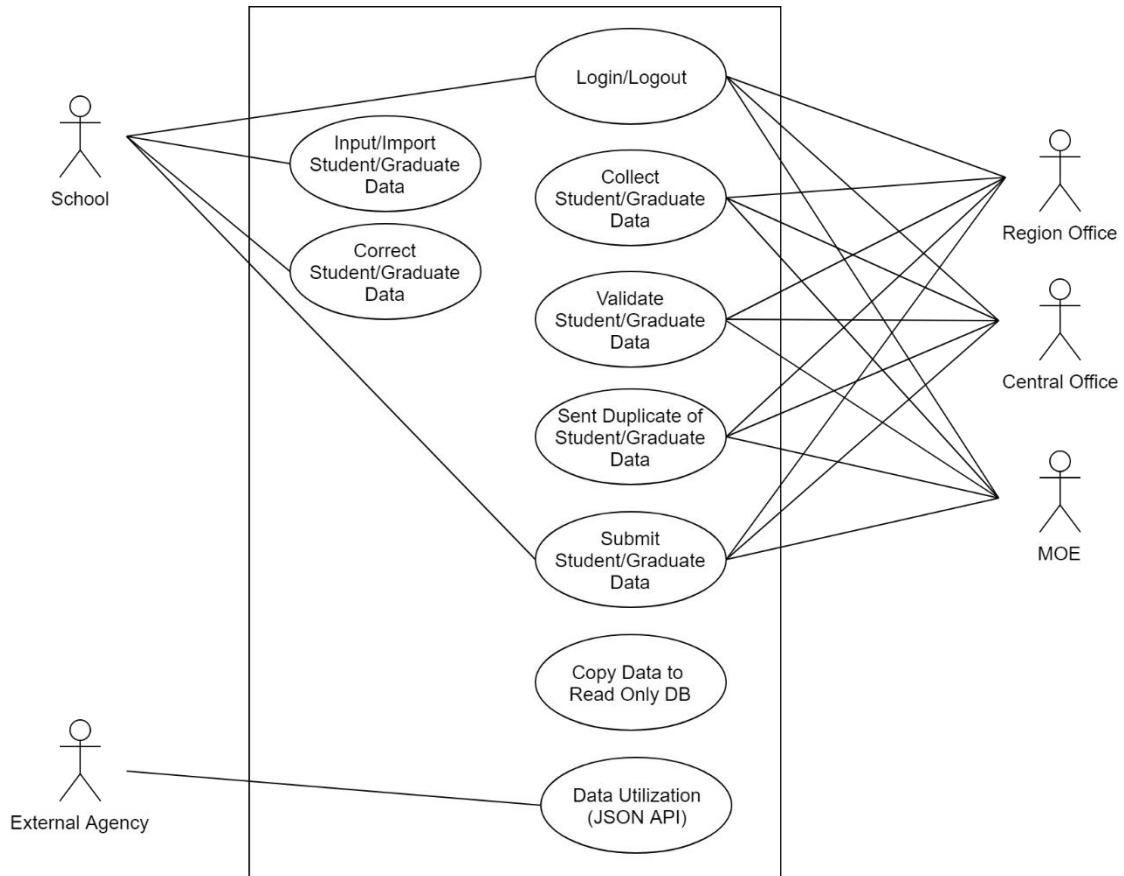 Login/Logout
School
Input/Import
Student/Graduate
Data
Collect
Student/Graduate
Data
Region Office
Correct
Student/Graduate
Data
Validate
Student/Graduate
Data
Central Office
Sent Duplicate of
Student/Graduate
Data
Submit
Student/Graduate
Data
MOE
Copy Data to
Read Only DB
External Agency
Data Utilization
(JSON API)